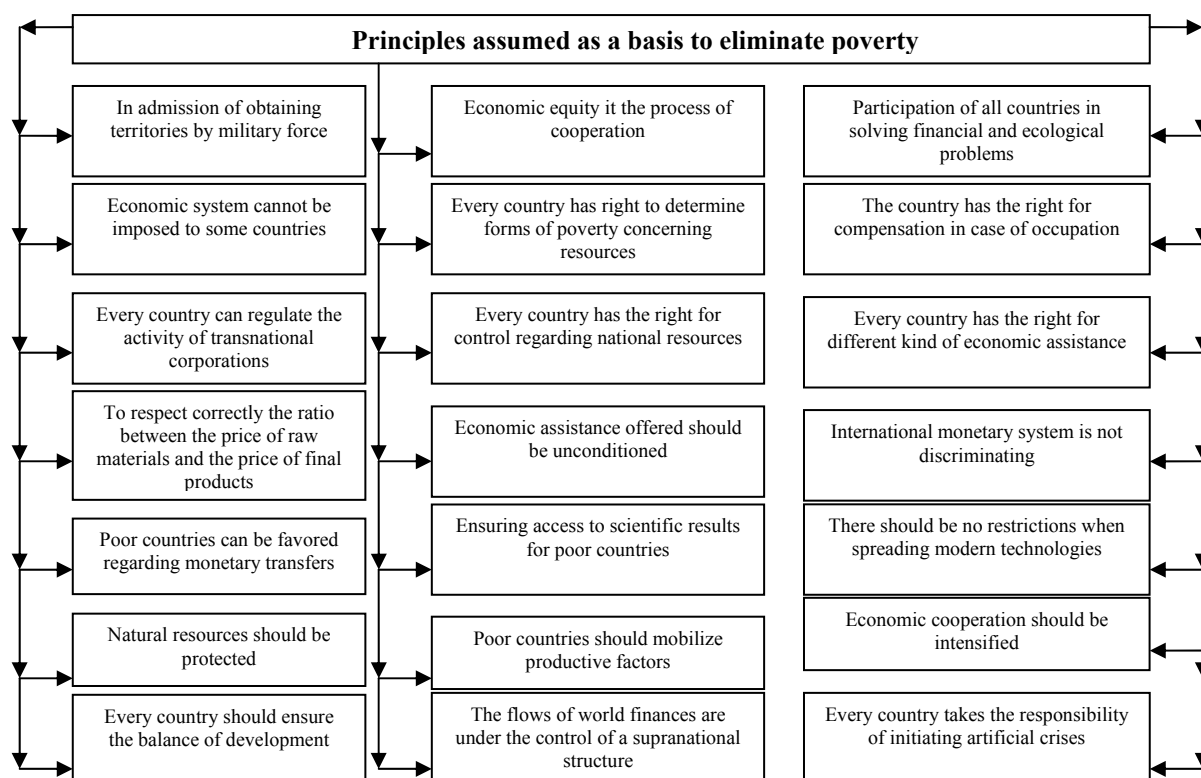 Principles assumed as a basis to eliminate poverty
In admission of obtaining
territories by military force
Economic system cannot be
imposed to some countries
Every country can regulate the
activity of transnational
corporations
To respect correctly the ratio
between the price of raw
materials and the price of final
products
Poor countries can be favored
regarding monetary transfers
Natural resources should be
protected
Every country should ensure
the balance of development
Economic equity it the process of
cooperation
Every country has right to determine
forms of poverty concerning
resources
Every country has the right for
control regarding national resources
Economic assistance offered should
be unconditioned
Ensuring access to scientific results
for poor countries
Poor countries should mobilize
productive factors
The flows of world finances are
under the control of a supranational
structure
Participation of all countries in
solving financial and ecological
problems
The country has the right for
compensation in case of occupation
Every country has the right for
different kind of economic assistance
International monetary system is not
discriminating
There should be no restrictions when
spreading modern technologies
Economic cooperation should be
intensified
Every country takes the responsibility
of initiating artificial crises